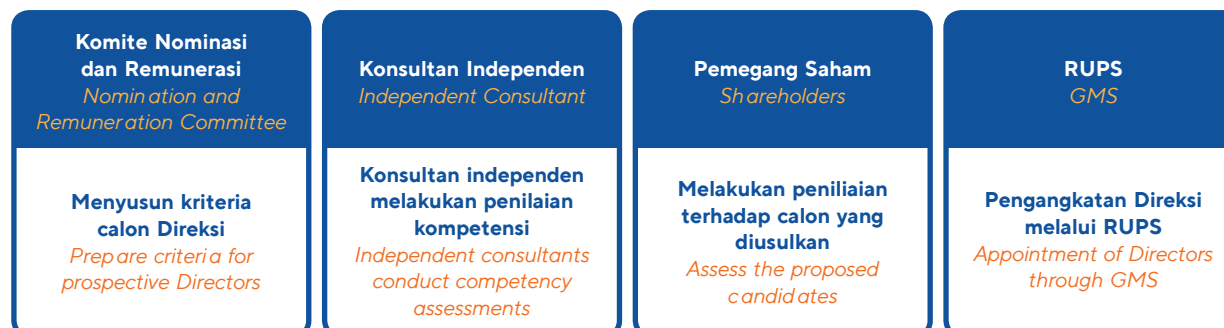 Komite Nominasi
dan Remunerasi
Nomination and
Remuneration Committee
Menyusun kriteria
calon Direksi
Prepare criteria for
prospective Directors
Konsultan Independen
Independent Consultant
Konsultan independen
melakukan penilaian
kompetensi
Independent consultants
conduct competency
assessments
Pemegang Saham
Shareholders
Melakukan peniliaian
terhadap calon yang
diusulkan
Assess the proposed
candidates
RUPS
GMS
Pengangkatan Direksi
melalui RUPS
Appointment of Directors
through GMS